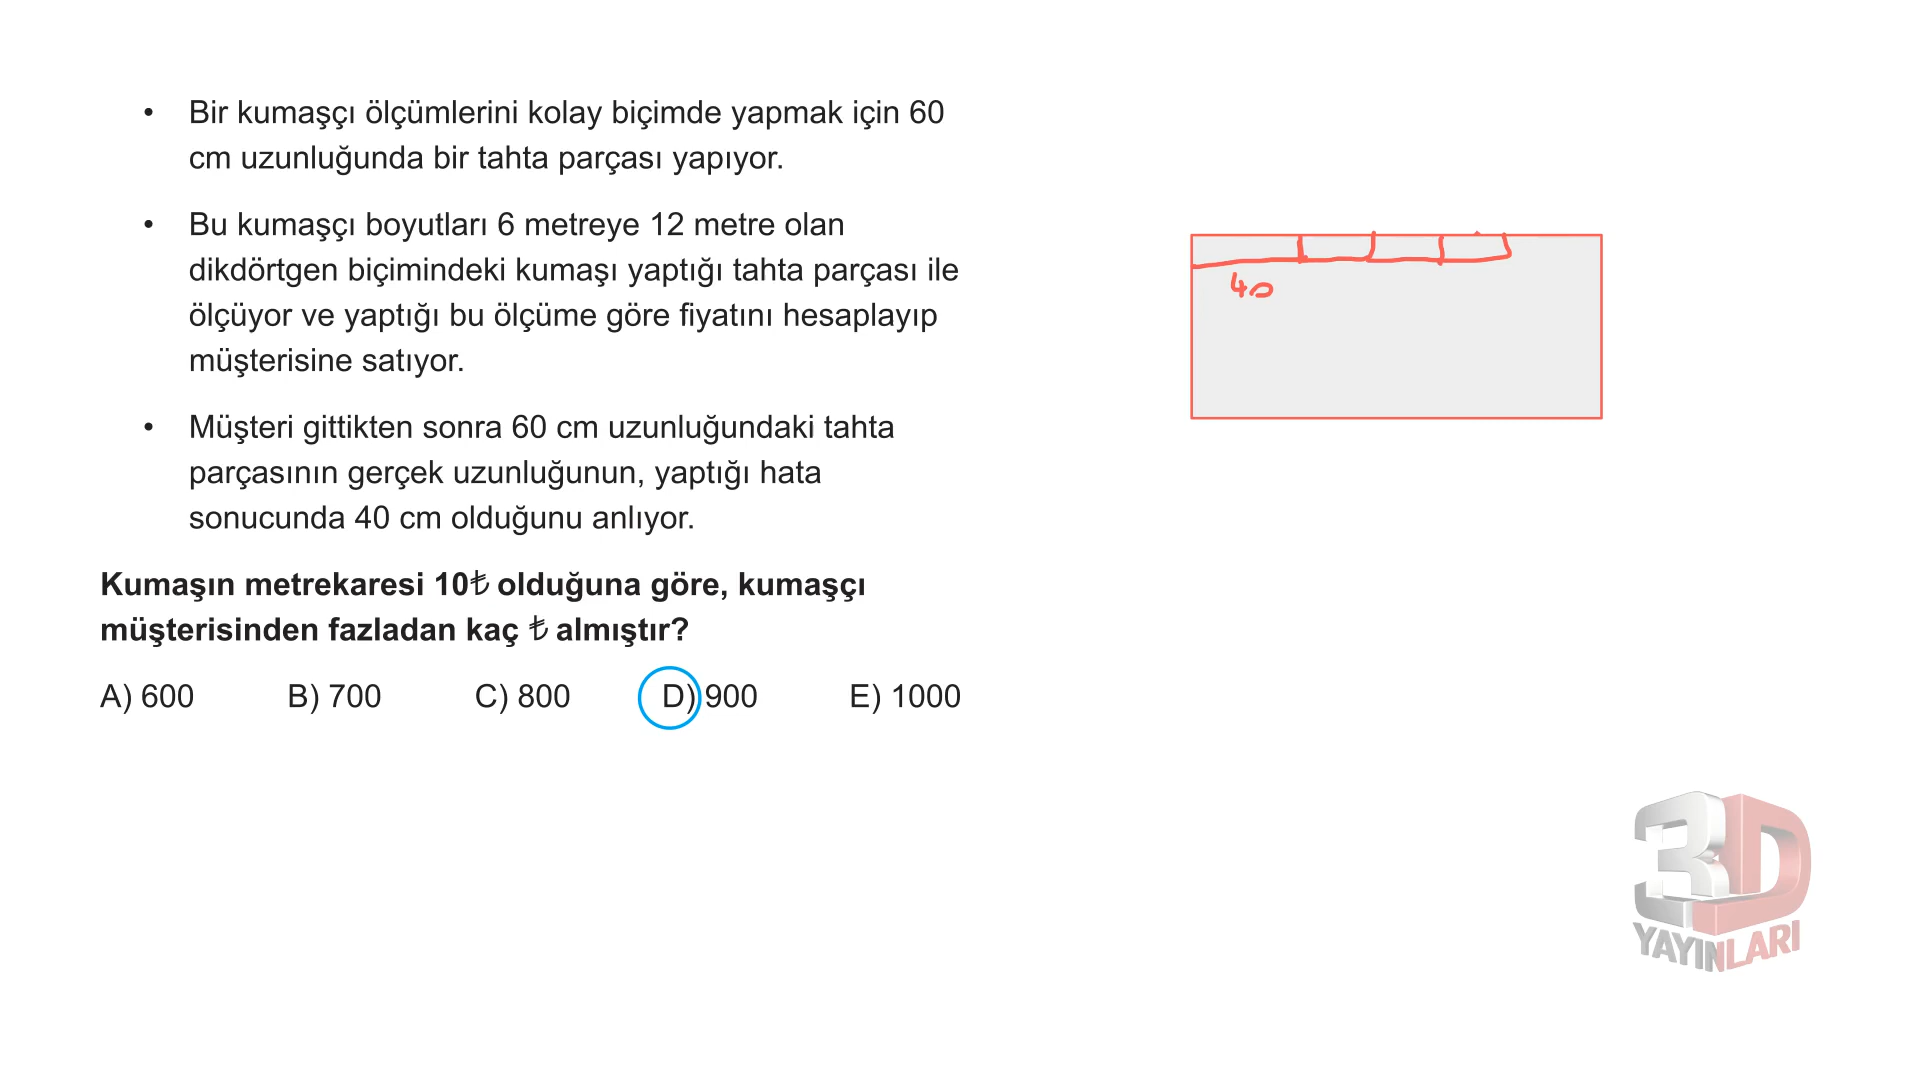 • Bir kumaşçı ölçümlerini kolay biçimde yapmak için 60
cm uzunluğunda bir tahta parçası yapıyor.
• Bu kumaşçı boyutları 6 metreye 12 metre olan
dikdörtgen biçimindeki kumaşı yaptığı tahta parçası ile
ölçüyor ve yaptığı bu ölçüme göre fiyatını hesaplayıp
müşterisine satıyor.
• Müşteri gittikten sonra 60 cm uzunluğundaki tahta
parçasının gerçek uzunluğunun, yaptığı hata
sonucunda 40 cm olduğunu anlıyor.
Kumaşın metrekaresi 10₺ olduğuna göre, kumaşçı
müşterisinden fazladan kaç ₺ almıştır?
A) 600 B) 700 C) 800 D) 900 E) 1000
40
3D
YAYINLARI